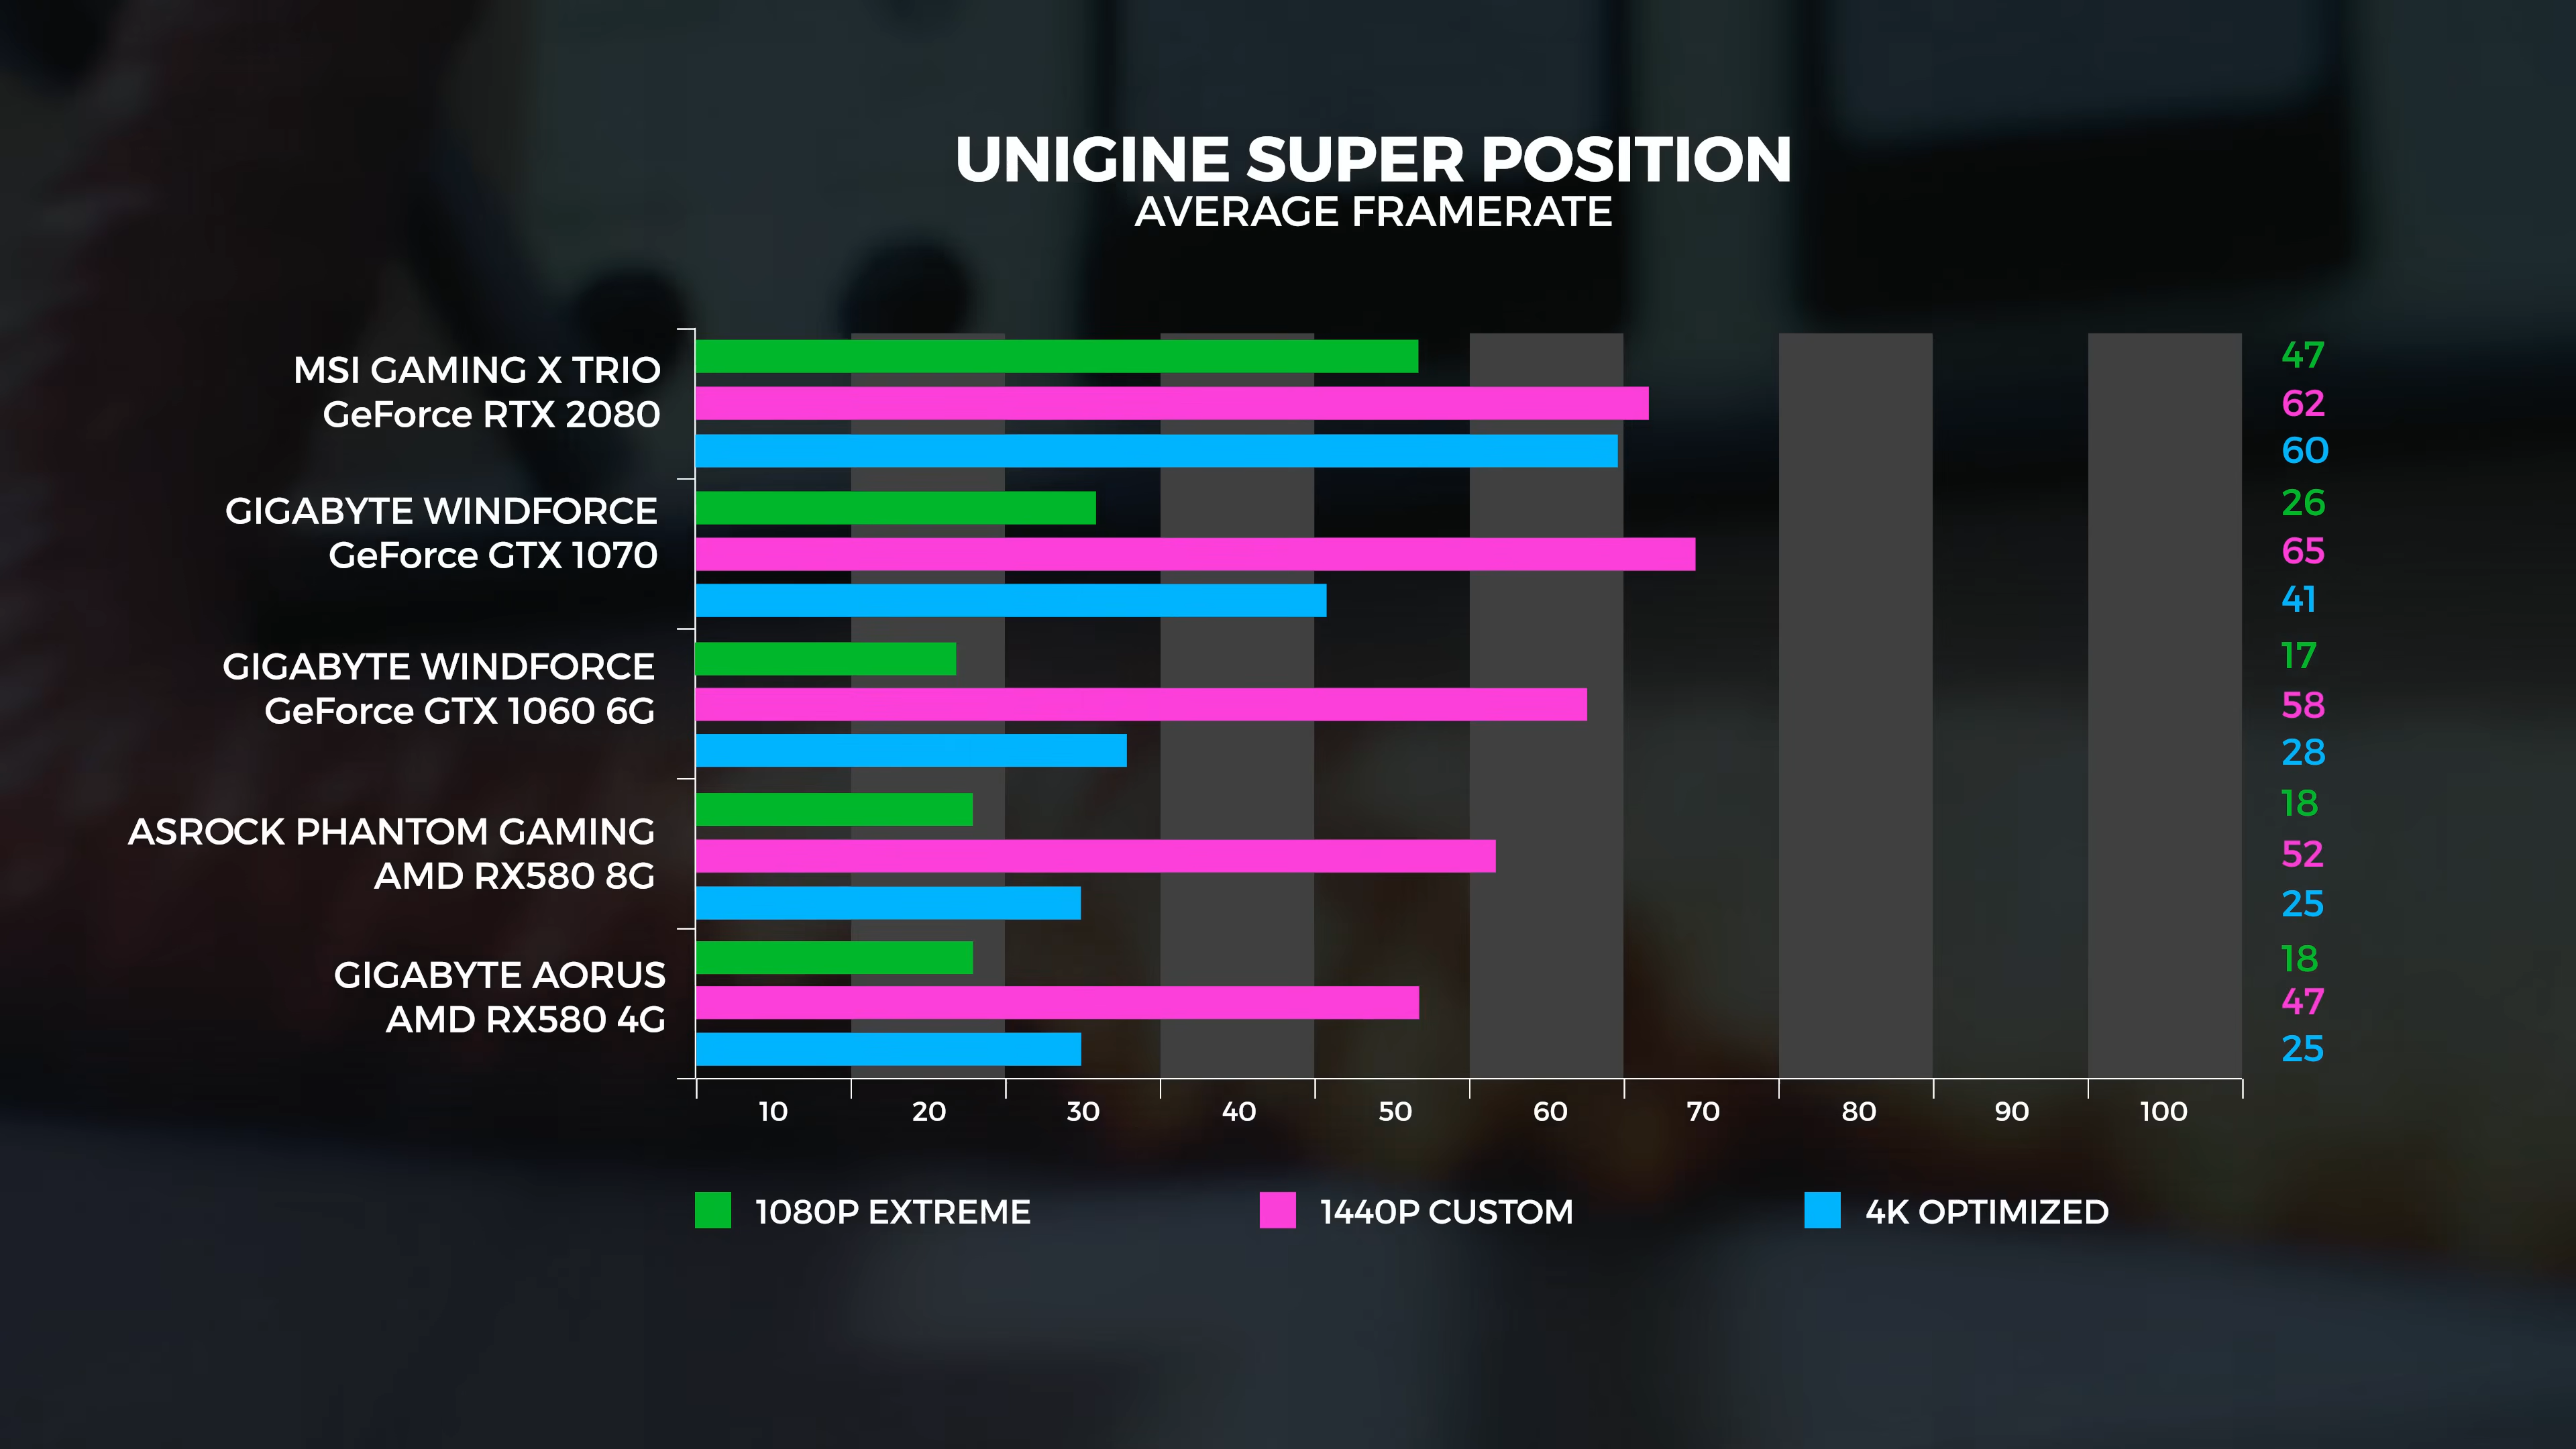 UNIGINE SUPER POSITION
AVERAGE FRAMERATE
MSI GAMING X TRIO
GeForce RTX 2080
47
62
60
GIGABYTE WINDFORCE
GeForce GTX 1070
26
65
41
GIGABYTE WINDFORCE
GeForce GTX 1060 6G
17
58
28
ASROCK PHANTOM GAMING
AMD RX580 8G
18
52
25
GIGABYTE AORUS
AMD RX580 4G
18
47
25
10 20 30 40 50 60 70 80 90 100
1080P EXTREME 1440P CUSTOM 4K OPTIMIZED